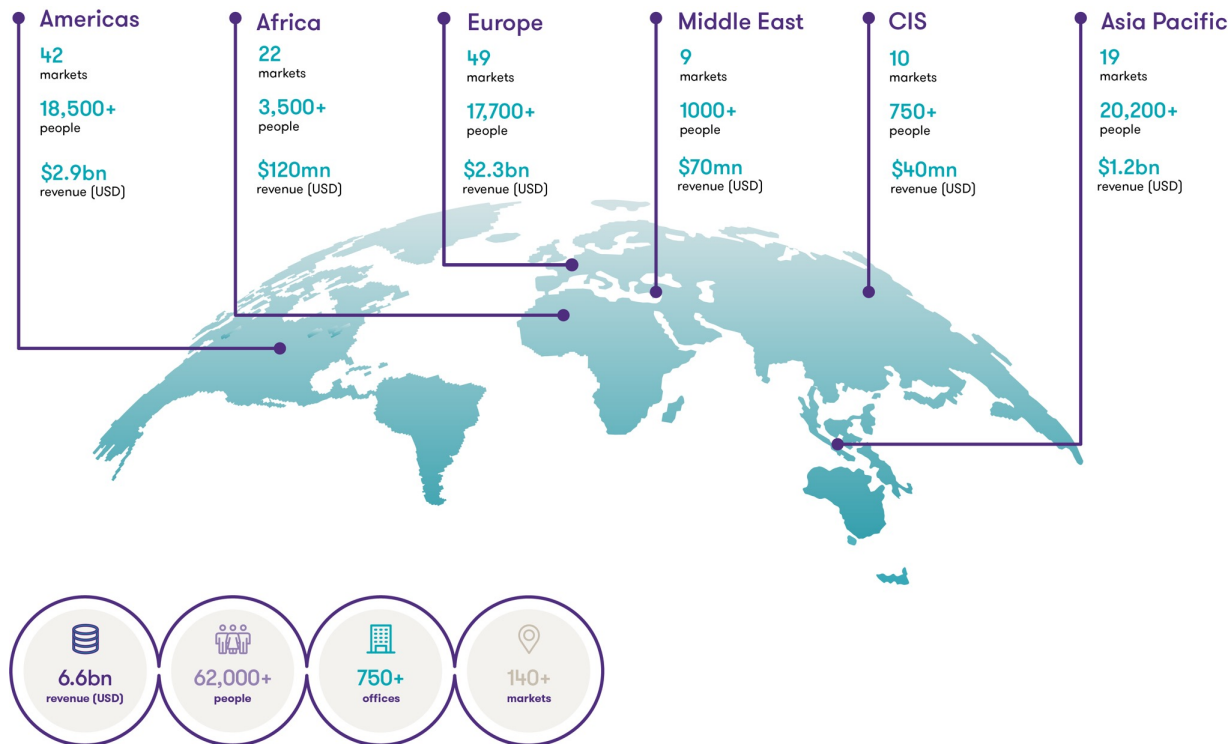 Americas
42
markets
18,500+
people
$2.9bn
revenue (USD)
Africa
22
markets
3,500+
people
$120mn
revenue (USD)
Europe
49
markets
17,700+
people
$2.3bn
revenue (USD)
Middle East
9
markets
1000+
people
$70mn
revenue (USD)
CIS
10
markets
750+
people
$40mn
revenue (USD)
Asia Pacific
19
markets
20,200+
people
$1.2bn
revenue (USD)
6.6bn
revenue (USD)
62,000+
people
750+
offices
140+
markets